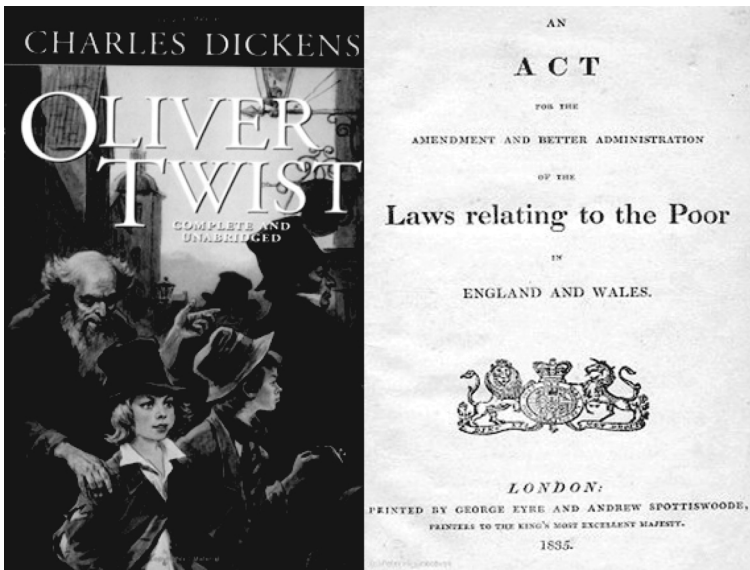 CHARLES DICKENS
OLIVER
TWIST
COMPLETE AND
UNABRIDGED
AN
ACT
FOR THE
AMENDMENT AND BETTER ADMINISTRATION
OF THE
Laws relating to the Poor
IN
ENGLAND AND WALES.
LONDON:
PRINTED BY GEORGE EYRE AND ANDREW SPOTTISWOODE,
PRINTERS TO THE KING'S MOST EXCELLENT MAJESTY.
1835.